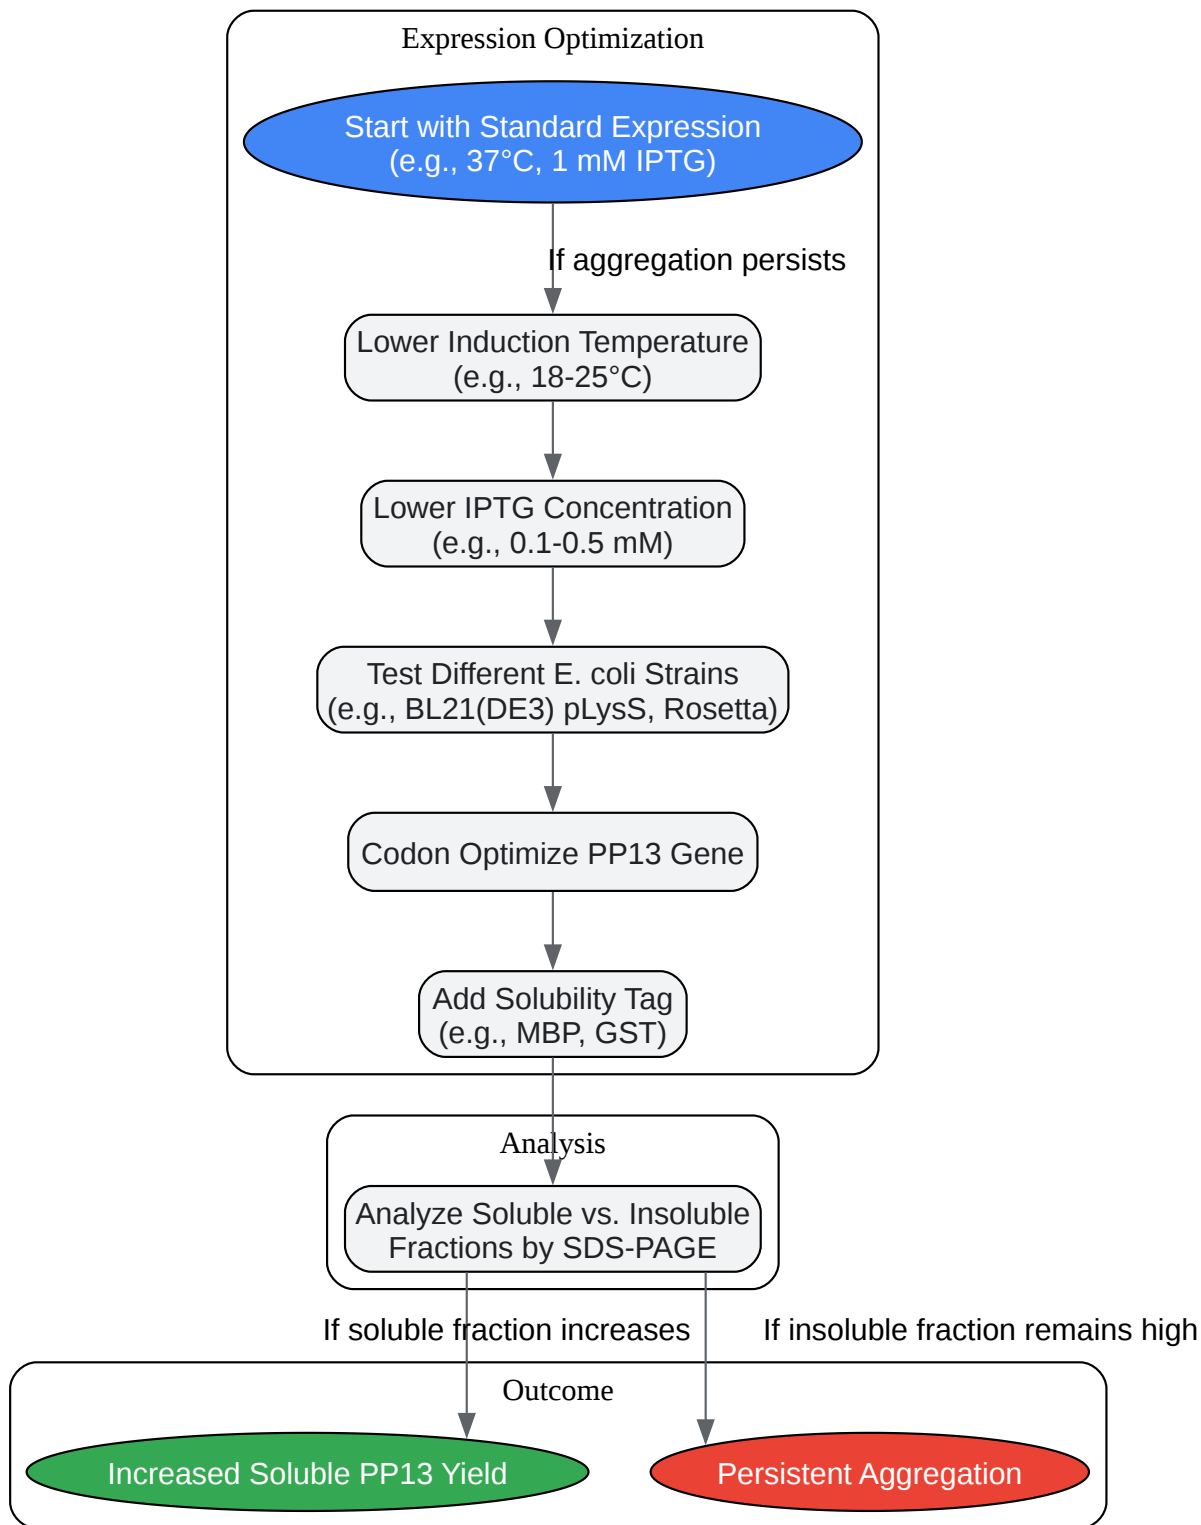 Expression Optimization
Start with Standard Expression
(e.g., 37°C, 1 mM IPTG)
If aggregation persists
Lower Induction Temperature
(e.g., 18-25°C)
Lower IPTG Concentration
(e.g., 0.1-0.5 mM)
Test Different E. coli Strains
(e.g., BL21(DE3) pLysS, Rosetta)
Codon Optimize PP13 Gene
Add Solubility Tag
(e.g., MBP, GST)
Analysis
Analyze Soluble vs. Insoluble
Fractions by SDS-PAGE
If soluble fraction increases
If insoluble fraction remains high
Outcome
Increased Soluble PP13 Yield
Persistent Aggregation